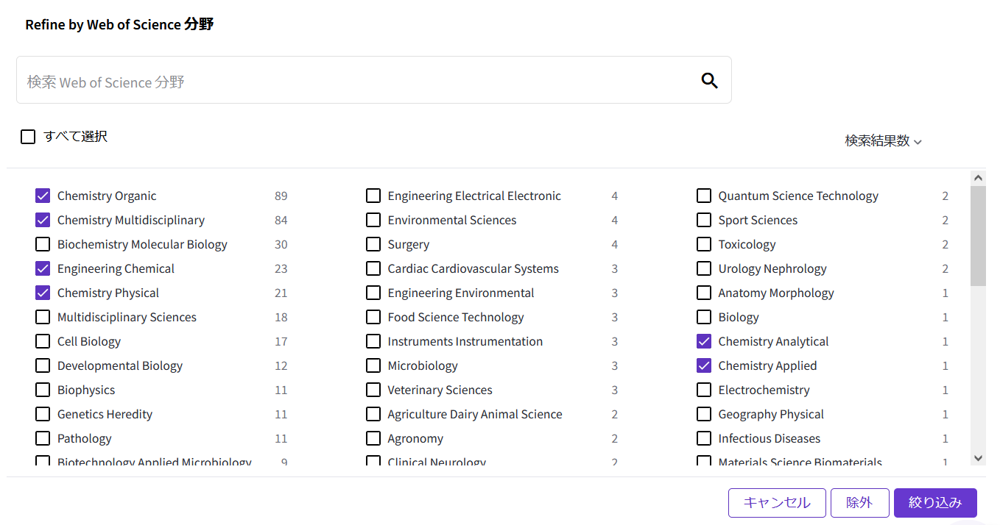 Refine by Web of Science 分野
検索 Web of Science 分野
すべて選択
検索結果数
Chemistry Organic 89
Chemistry Multidisciplinary 84
Biochemistry Molecular Biology 30
Engineering Chemical 23
Chemistry Physical 21
Multidisciplinary Sciences 18
Cell Biology 17
Developmental Biology 12
Biophysics 11
Genetics Heredity 11
Pathology 11
Biotechnology Applied Microbiology 9
Engineering Electrical Electronic 4
Environmental Sciences 4
Surgery 4
Cardiac Cardiovascular Systems 3
Engineering Environmental 3
Food Science Technology 3
Instruments Instrumentation 3
Microbiology 3
Veterinary Sciences 3
Agriculture Dairy Animal Science 2
Agronomy 2
Clinical Neurology 2
Quantum Science Technology 2
Sport Sciences 2
Toxicology 2
Urology Nephrology 2
Anatomy Morphology 1
Biology 1
Chemistry Analytical 1
Chemistry Applied 1
Electrochemistry 1
Geography Physical 1
Infectious Diseases 1
Materials Science Biomaterials 1
キャンセル
除外
絞り込み